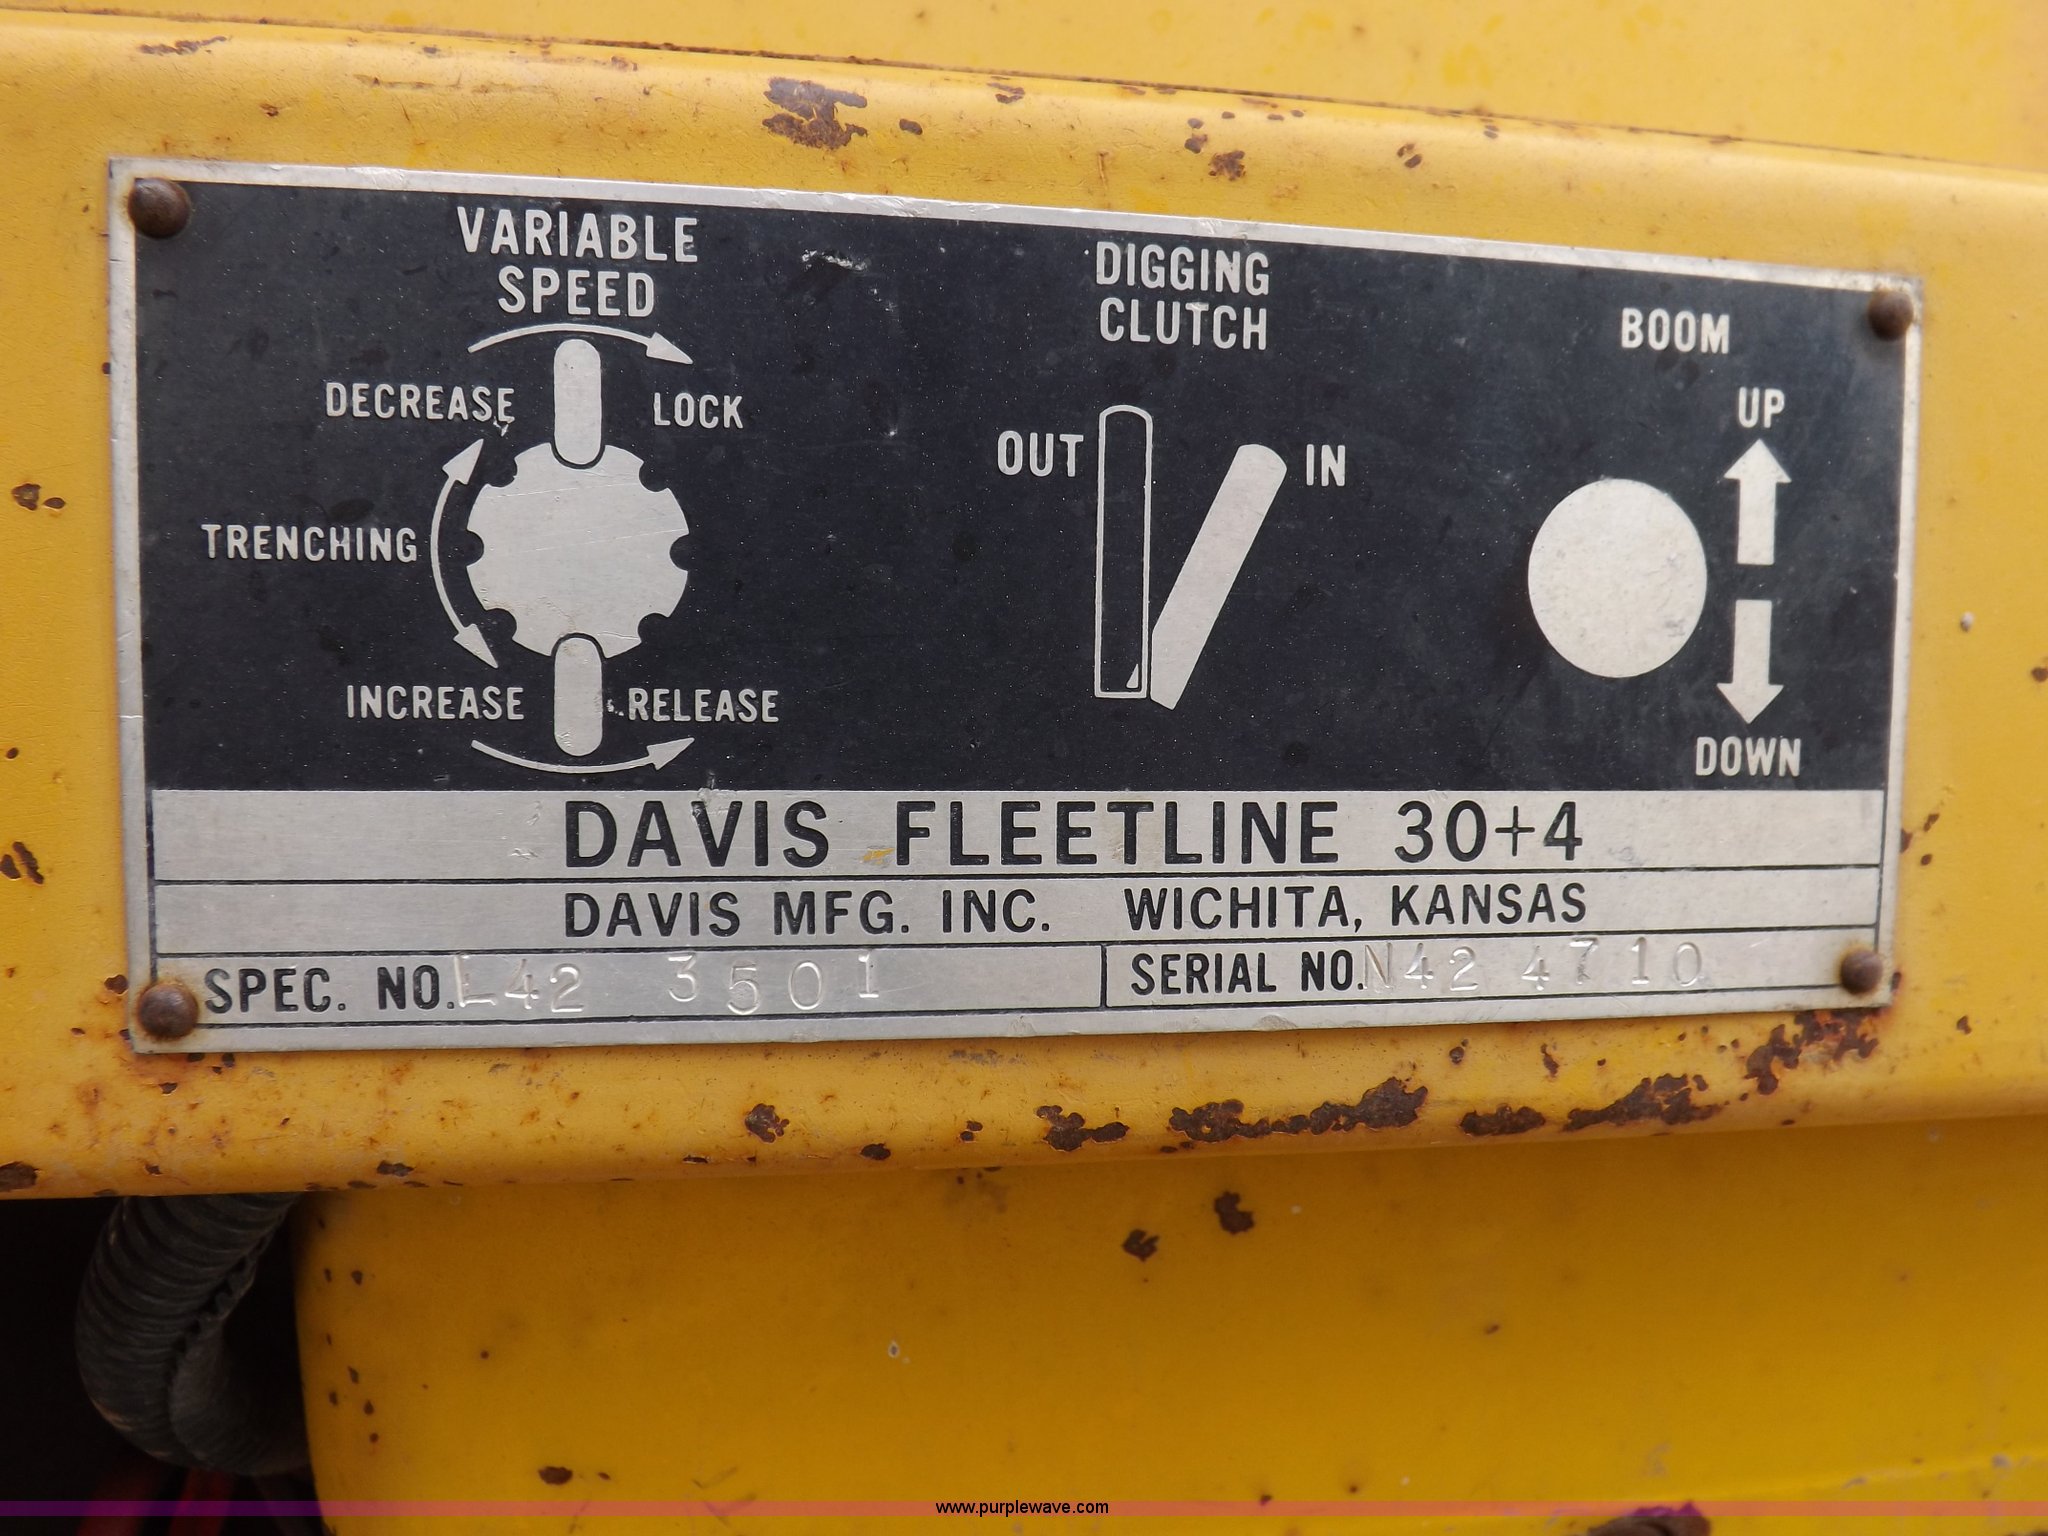 VARIABLE
SPEED
DECREASE
LOCK
TRENCHING
INCREASE
RELEASE
DIGGING
CLUTCH
OUT
IN
BOOM
UP
DOWN
DAVIS FLEETLINE 30+4
DAVIS MFG. INC. WICHITA, KANSAS
SPEC. NO. L42 3501
SERIAL NO. N42 4710
www.purplewave.com